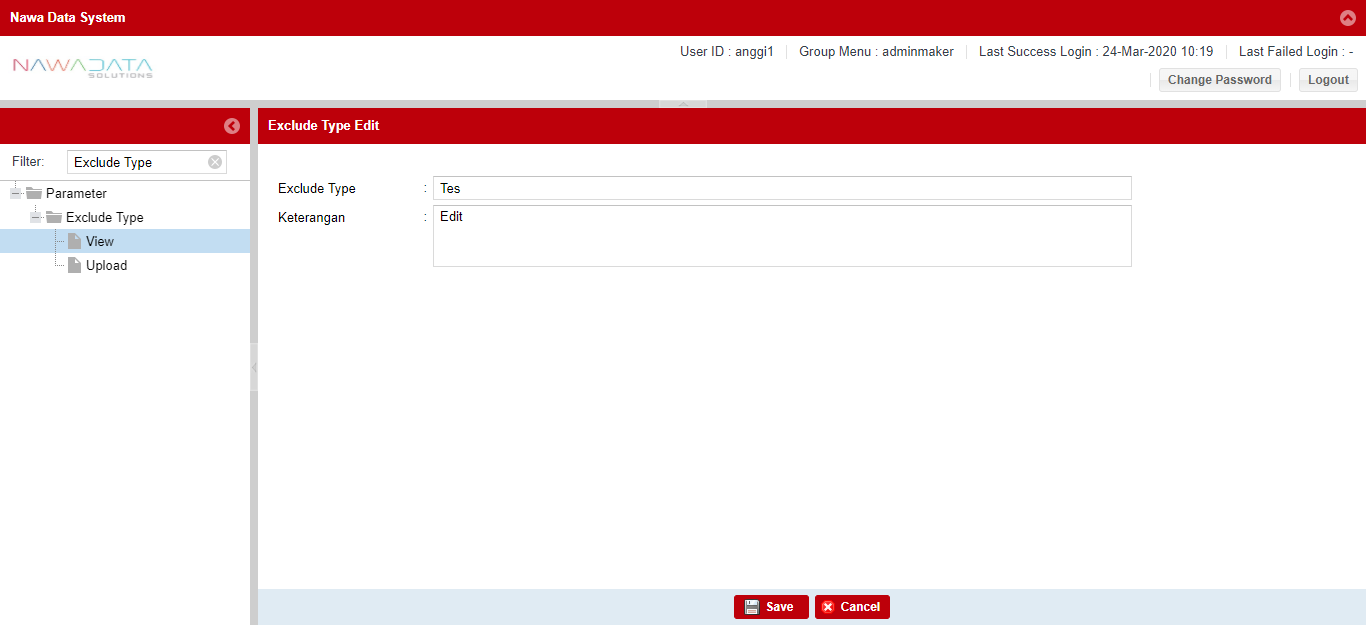 Nawa Data System
User ID : anggi1 Group Menu : adminmaker Last Success Login : 24-Mar-2020 10:19 Last Failed Login : -
NAWADATA
SOLUTIONS
Change Password Logout
Exclude Type Edit
Filter: Exclude Type
Parameter
Exclude Type
View
Upload
Exclude Type : Tes
Keterangan : Edit
Save Cancel